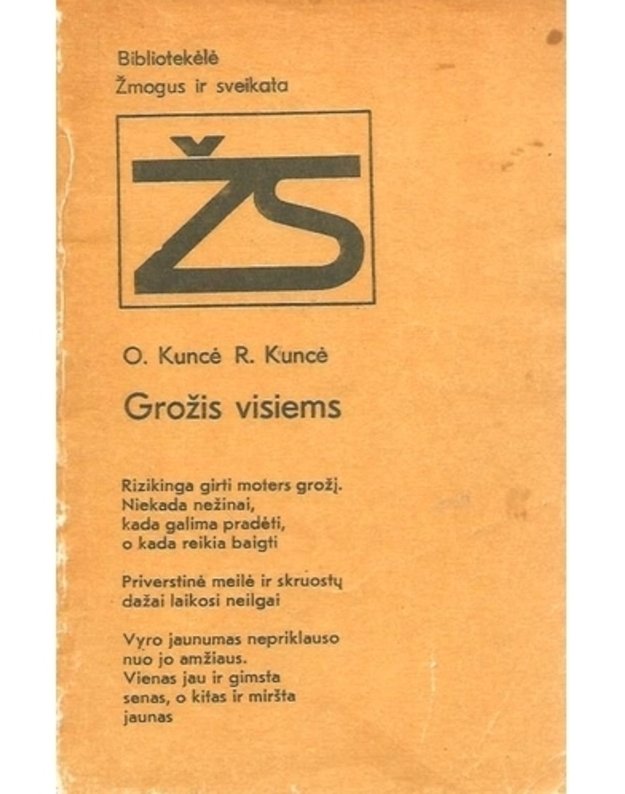 Bibliotekėlė
Žmogus ir sveikata
ŽS
O. Kuncė R. Kuncė
Grožis visiems
Rizikinga girti moters grožį.
Niekada nežinai,
kada galima pradėti,
o kada reikia baigti
Priverstinė meilė ir skruostų
dažai laikosi neilgai
Vyro jaunumas nepriklauso
nuo jo amžiaus.
Vienas jau ir gimsta
senas, o kitas ir miršta
jaunas